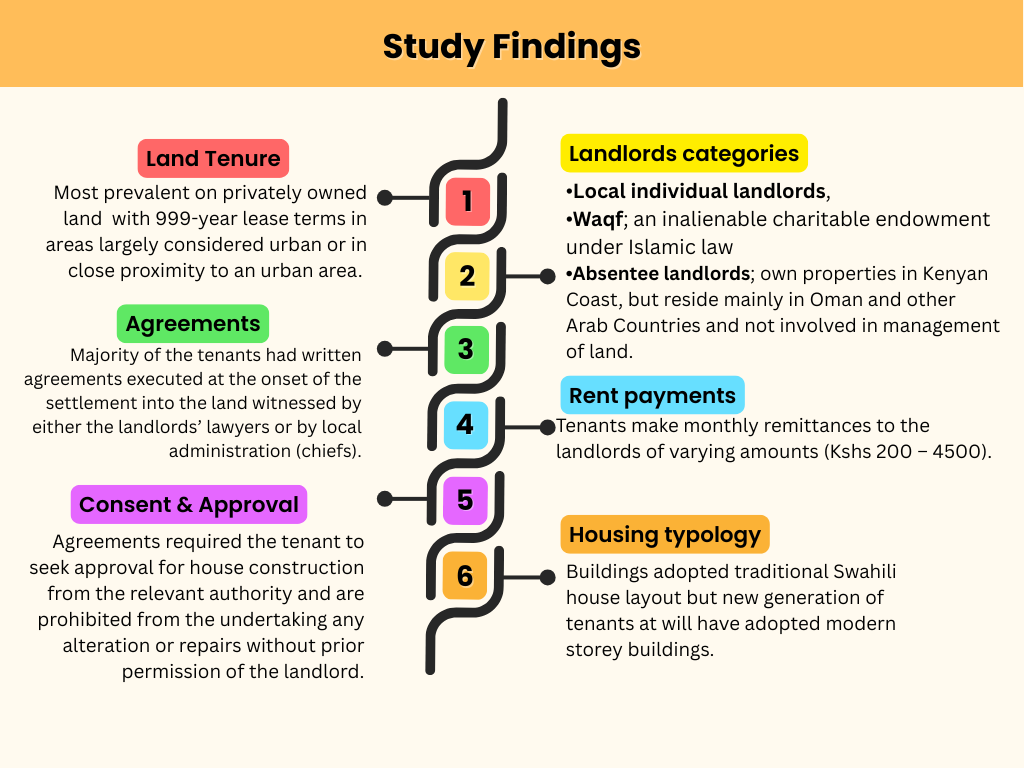 Study Findings
Land Tenure
Most prevalent on privately owned
land with 999-year lease terms in
areas largely considered urban or in
close proximity to an urban area.
1
Landlords categories
•Local individual landlords,
•Waqf; an inalienable charitable endowment
under Islamic law
•Absentee landlords; own properties in Kenyan
Coast, but reside mainly in Oman and other
Arab Countries and not involved in management
of land.
2
Agreements
Majority of the tenants had written
agreements executed at the onset of the
settlement into the land witnessed by
either the landlords’ lawyers or by local
administration (chiefs).
3
Rent payments
Tenants make monthly remittances to the
landlords of varying amounts (Kshs 200 – 4500).
4
Consent & Approval
Agreements required the tenant to
seek approval for house construction
from the relevant authority and are
prohibited from the undertaking any
alteration or repairs without prior
permission of the landlord.
5
Housing typology
Buildings adopted traditional Swahili
house layout but new generation of
tenants at will have adopted modern
storey buildings.
6